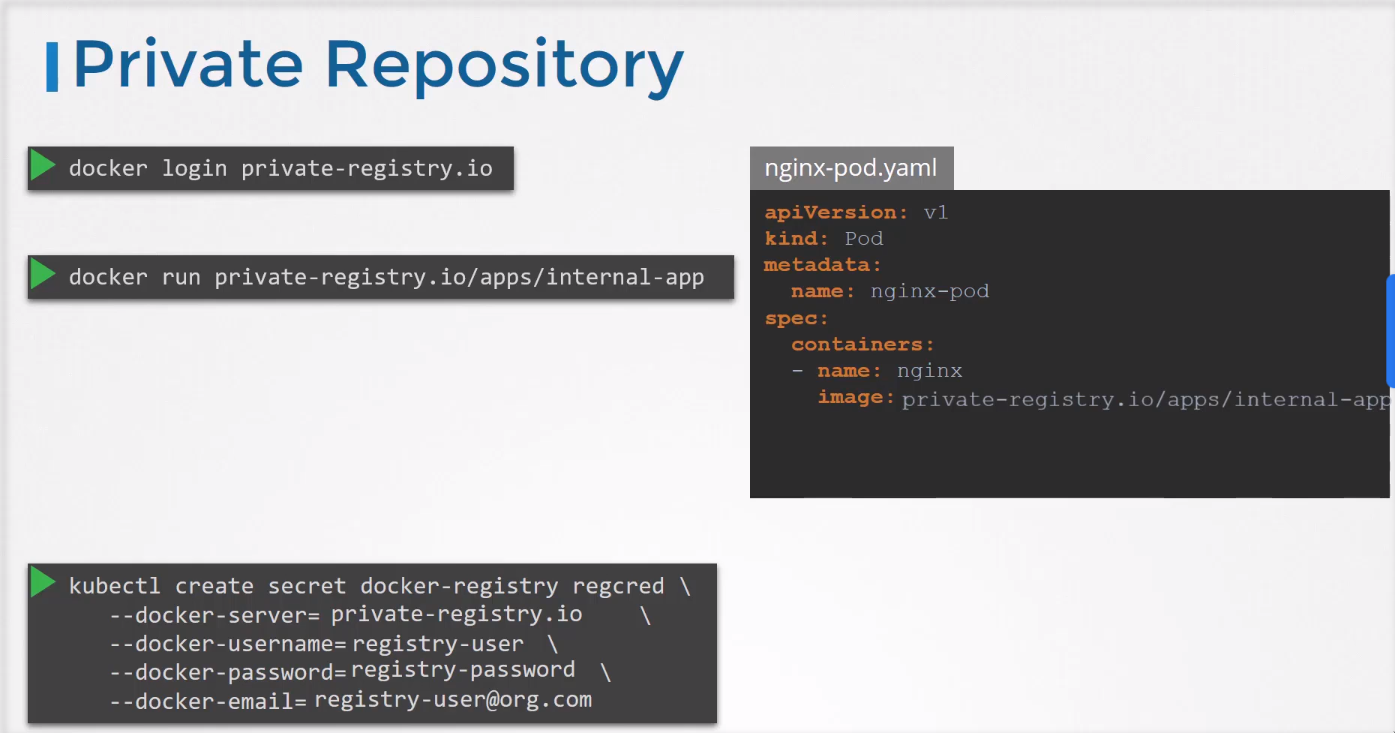 Private Repository
docker login private-registry.io
docker run private-registry.io/apps/internal-app
nginx-pod.yaml
apiVersion: v1
kind: Pod
metadata:
  name: nginx-pod
spec:
  containers:
  - name: nginx
    image: private-registry.io/apps/internal-app
kubectl create secret docker-registry regcred \
   --docker-server= private-registry.io \
   --docker-username= registry-user \
   --docker-password= registry-password \
   --docker-email= registry-user@org.com